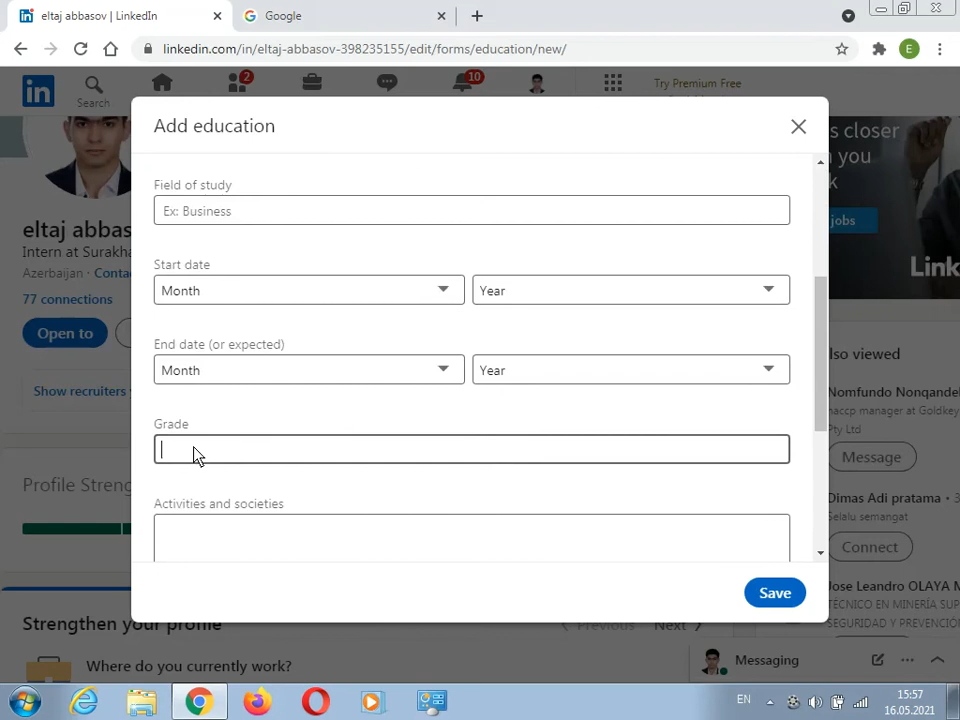 eltaj abbasov | LinkedIn
Google
linkedin.com/in/eltaj-abbasov-398235155/edit/forms/education/new/
E
in
Search
2
10
Try Premium Free
Add education
s closer
you
k
jobs
Link
Field of study
Ex: Business
eltaj abbas
Intern at Surakha
Azerbaijan · Contac
77 connections
Open to
Show recruiters
Start date
Month
Year
End date (or expected)
Month
Year
lso viewed
Nomfundo Nonqandel
haccp manager at Goldkey
Pty Ltd
Message
Grade
Profile Streng
Activities and societies
Dimas Adi pratama • 3
Selalu semangat
Connect
Jose Leandro OLAYA M
TÉCNICO EN MINERÍA SUP
SEGURIDAD Y PREVENCIÓ
Save
Strengthen your profile
Previous
Next
Where do you currently work?
Messaging
EN
15:57
16.05.2021